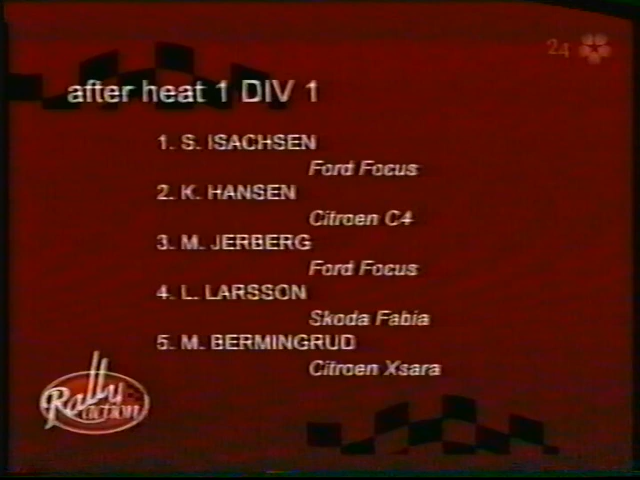 24
after heat 1 DIV 1
1. S. ISACHSEN
Ford Focus
2. K. HANSEN
Citroen C4
3. M. JERBERG
Ford Focus
4. L. LARSSON
Skoda Fabia
5. M. BERMINGRUD
Citroen Xsara
Rally
action